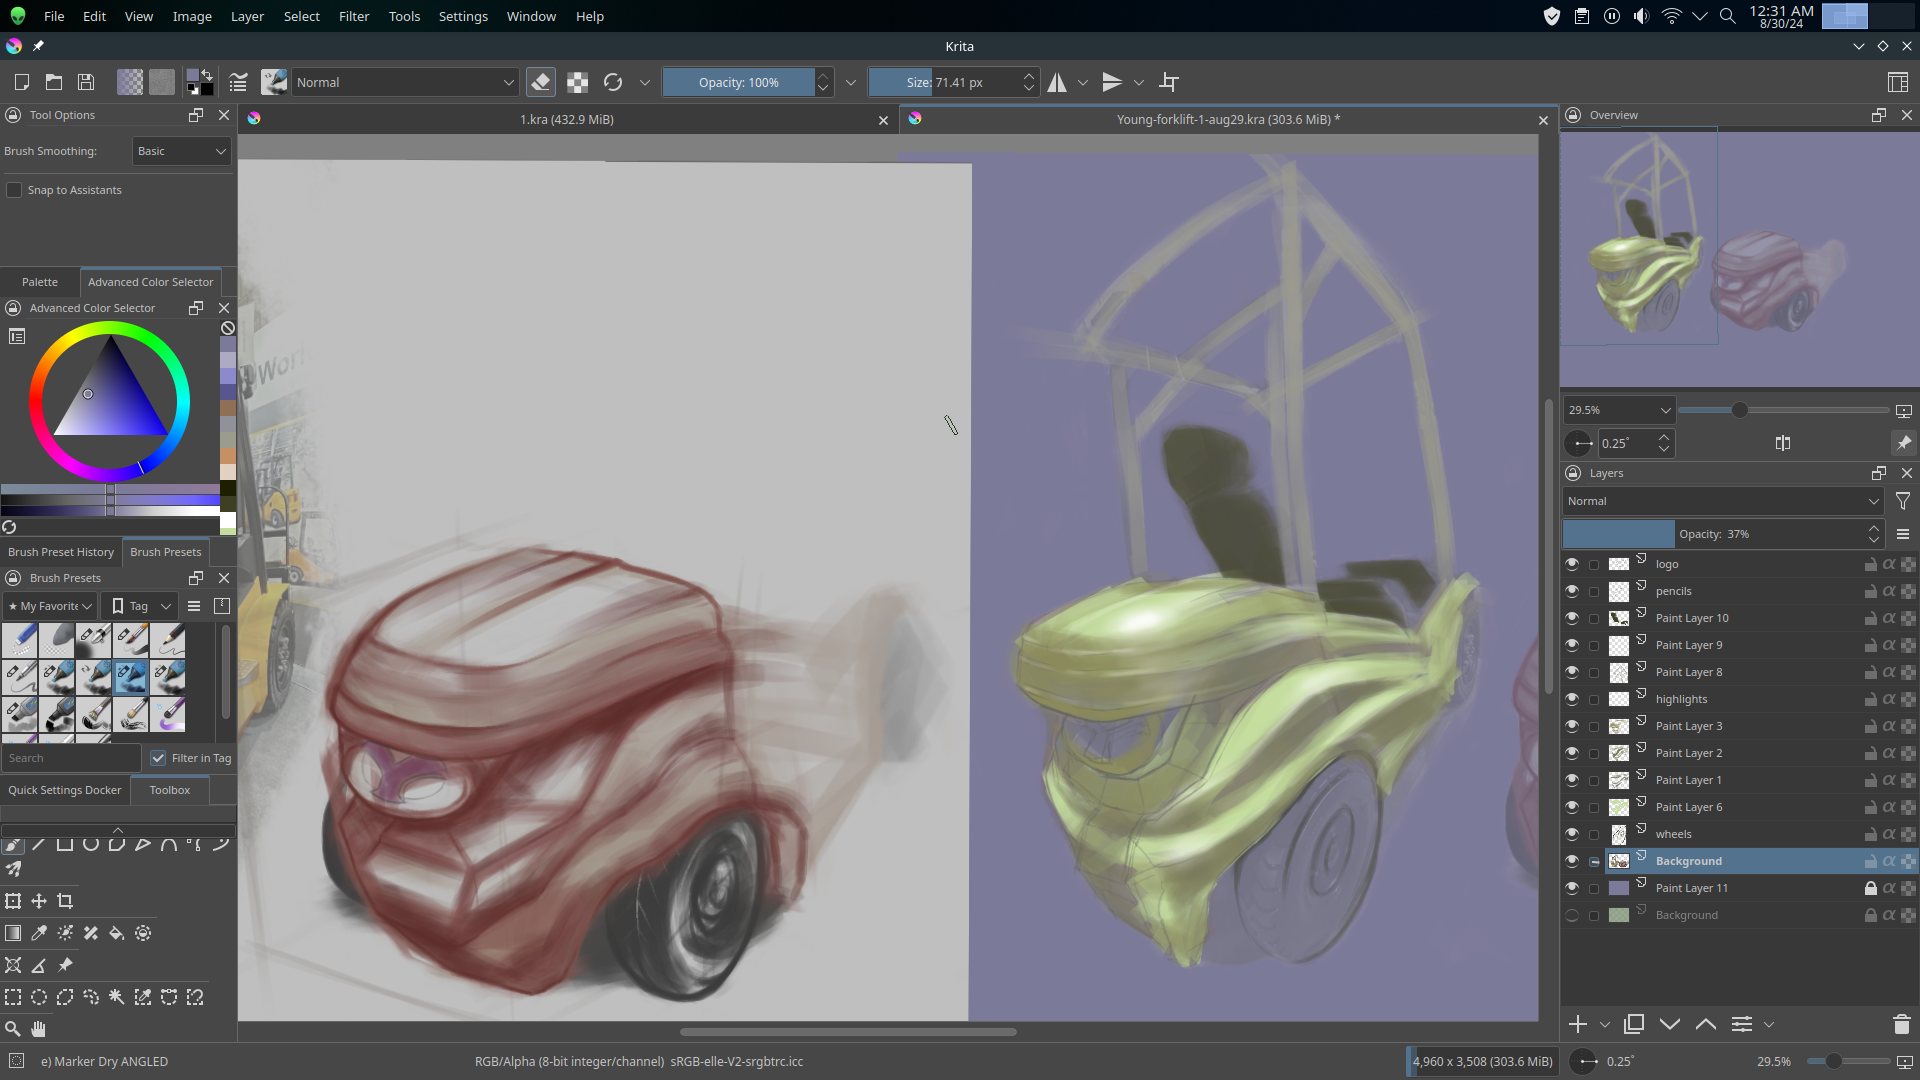 File Edit View Image Layer Select Filter Tools Settings Window Help
12:31 AM
8/30/24
Krita
Normal
Opacity: 100%
Size: 71.41 px
Tool Options
1.kra (432.9 MiB)
Young-forklift-1-aug29.kra (303.6 MiB) *
Overview
Brush Smoothing:
Basic
Snap to Assistants
Palette
Advanced Color Selector
Advanced Color Selector
World
29.5%
0.25°
Layers
Normal
Opacity: 37%
Brush Preset History
Brush Presets
Brush Presets
★ My Favorite
Tag
Search
Filter in Tag
Quick Settings Docker
Toolbox
logo
pencils
Paint Layer 10
Paint Layer 9
Paint Layer 8
highlights
Paint Layer 3
Paint Layer 2
Paint Layer 1
Paint Layer 6
wheels
Background
Paint Layer 11
Background
e) Marker Dry ANGLED
RGB/Alpha (8-bit integer/channel) sRGB-elle-V2-srgbtrc.icc
4,960 x 3,508 (303.6 MiB)
0.25°
29.5%